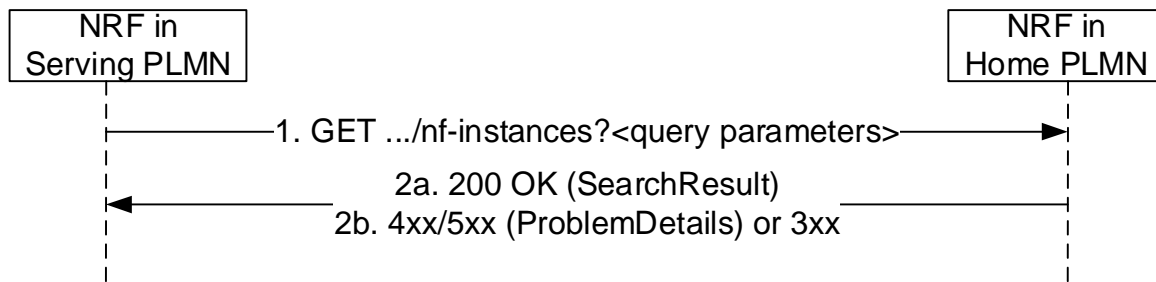 NRF in
Serving PLMN
NRF in
Home PLMN
1. GET .../nf-instances?<query parameters>
2a. 200 OK (SearchResult)
2b. 4xx/5xx (ProblemDetails) or 3xx